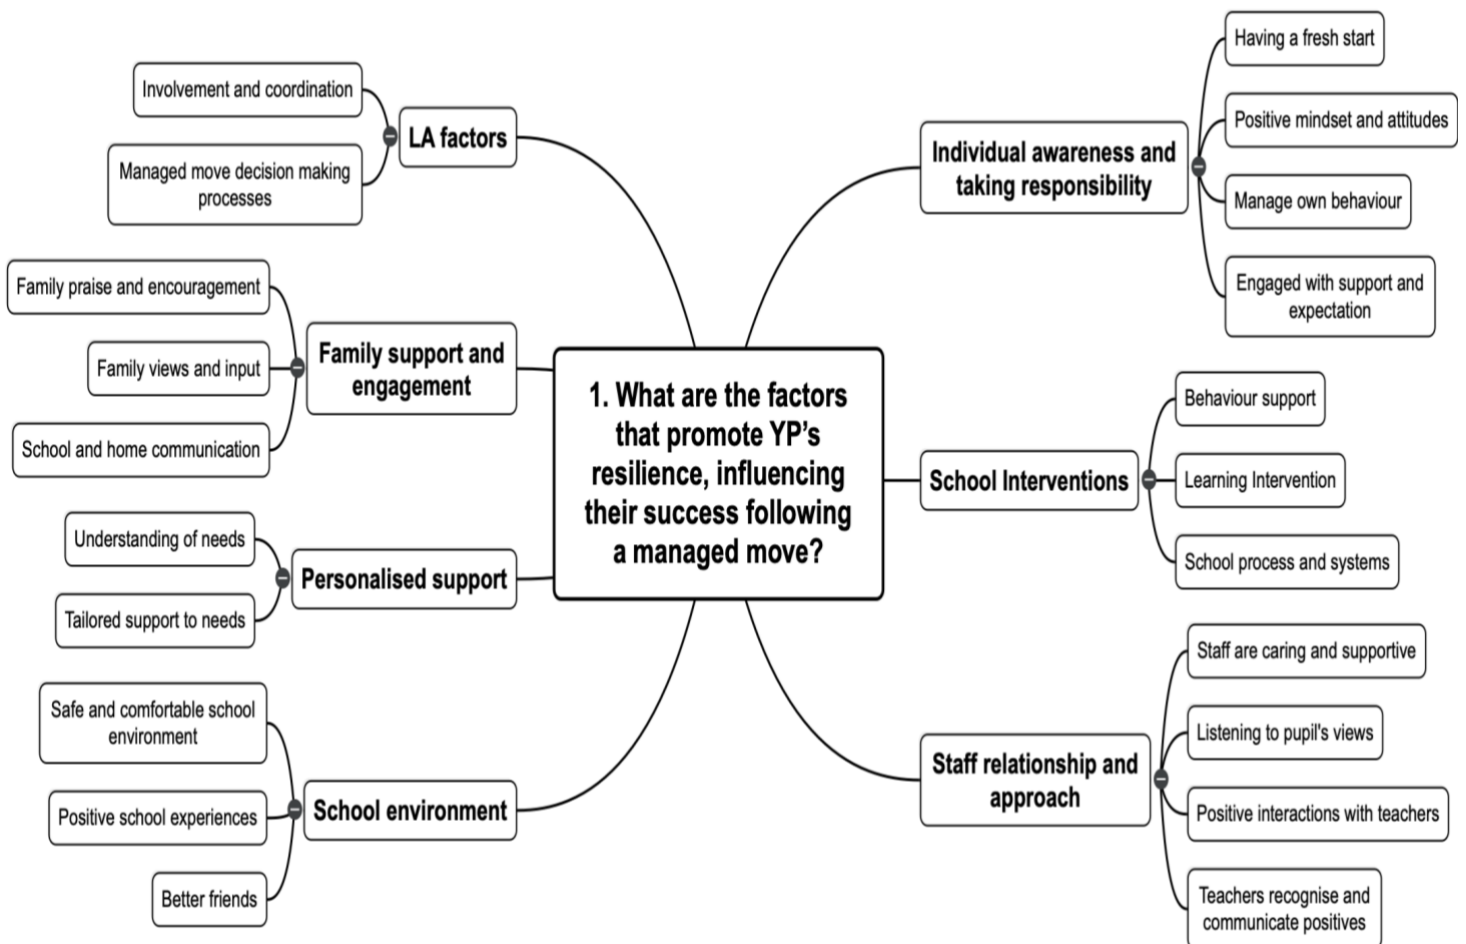 1. What are the factors
that promote YP's
resilience, influencing
their success following
a managed move?
LA factors
Involvement and coordination
Managed move decision making
processes
Family support and
engagement
Family praise and encouragement
Family views and input
School and home communication
Personalised support
Understanding of needs
Tailored support to needs
School environment
Safe and comfortable school
environment
Positive school experiences
Better friends
Individual awareness and
taking responsibility
Having a fresh start
Positive mindset and attitudes
Manage own behaviour
Engaged with support and
expectation
School Interventions
Behaviour support
Learning Intervention
School process and systems
Staff relationship and
approach
Staff are caring and supportive
Listening to pupil's views
Positive interactions with teachers
Teachers recognise and
communicate positives